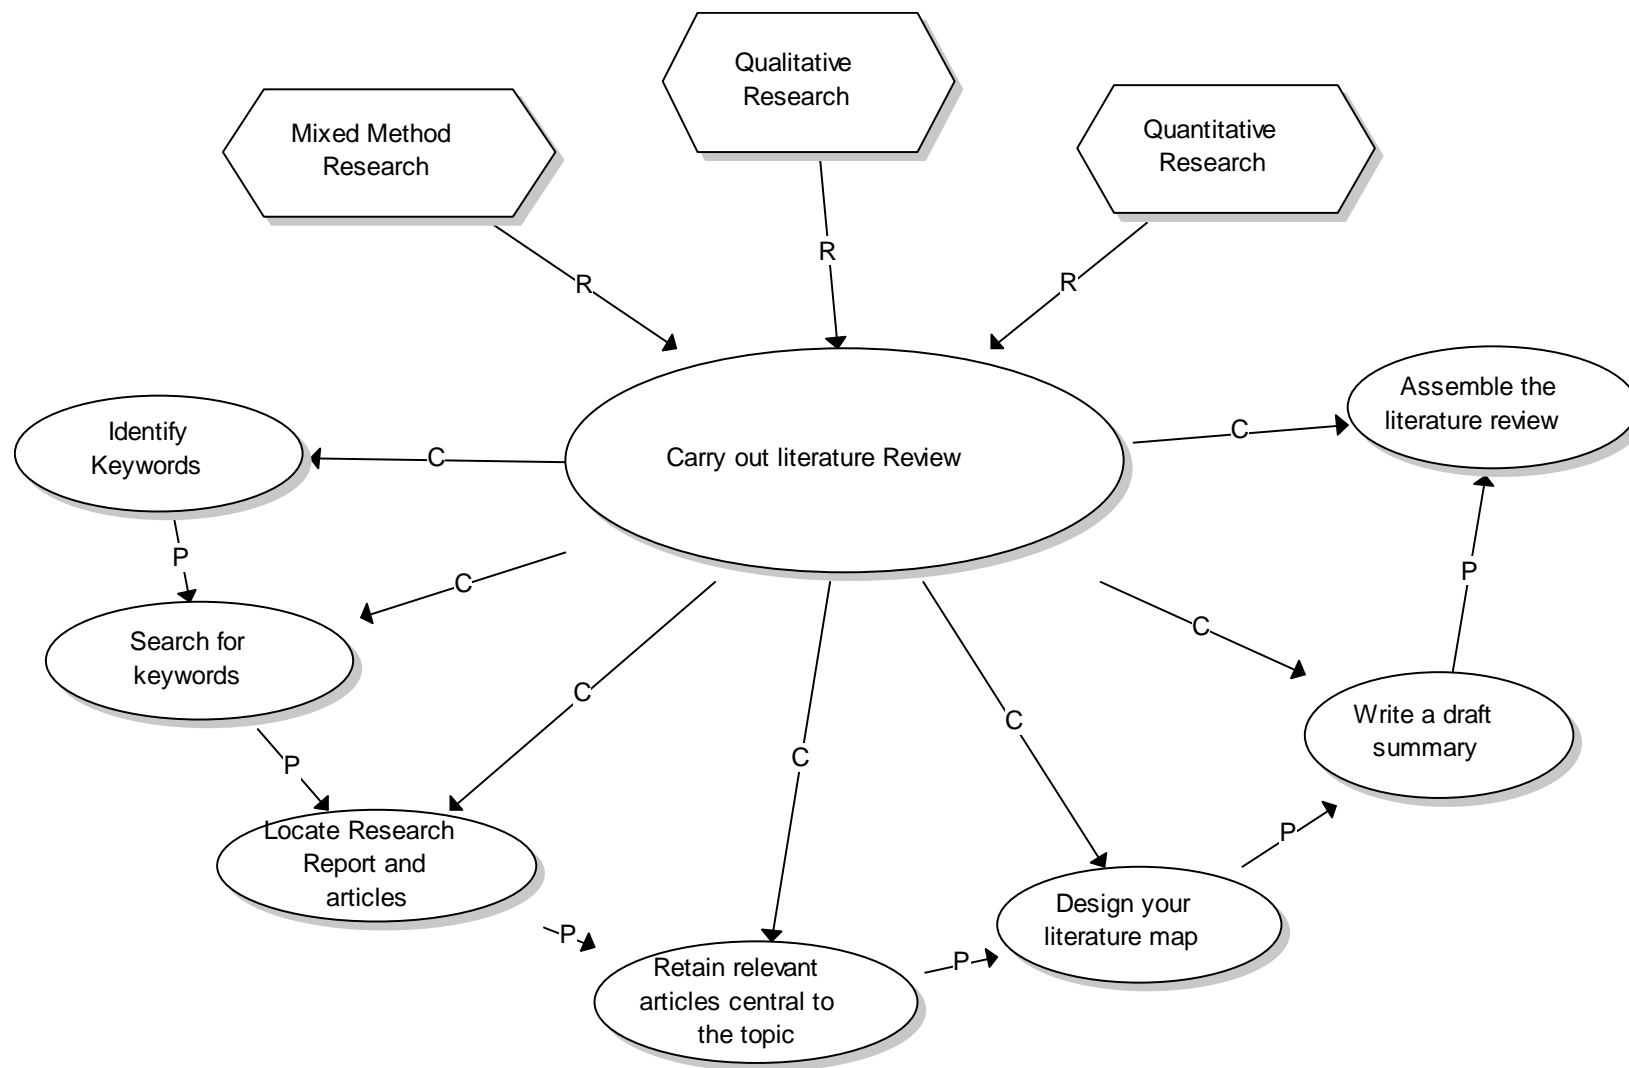 Qualitative
Research
Mixed Method
Research
Quantitative
Research
R
R
R
Carry out literature Review
Assemble the
literature review
Identify
Keywords
C
C
P
C
P
C
Search for
keywords
C
C
C
Write a draft
summary
P
C
P
Locate Research
Report and
articles
Design your
literature map
P
P
Retain relevant
articles central to
the topic